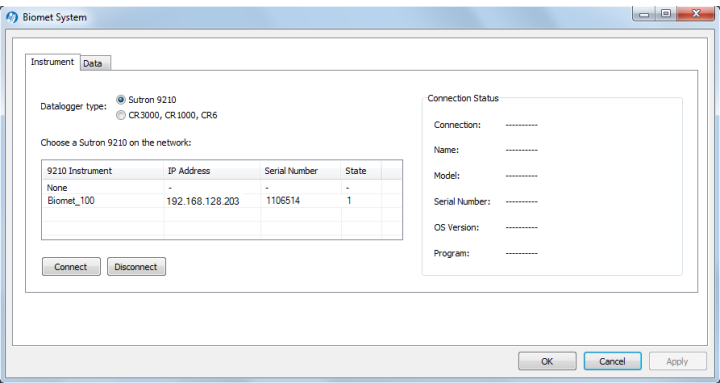 Biomet System
Instrument Data
Datalogger type: Sutron 9210
CR3000, CR1000, CR6
Choose a Sutron 9210 on the network:
9210 Instrument IP Address Serial Number State
None - - -
Biomet_100 192.168.128.203 1106514 1
Connect Disconnect
Connection Status
Connection: ----------
Name: ----------
Model: ----------
Serial Number: ----------
OS Version: ----------
Program: ----------
OK Cancel Apply